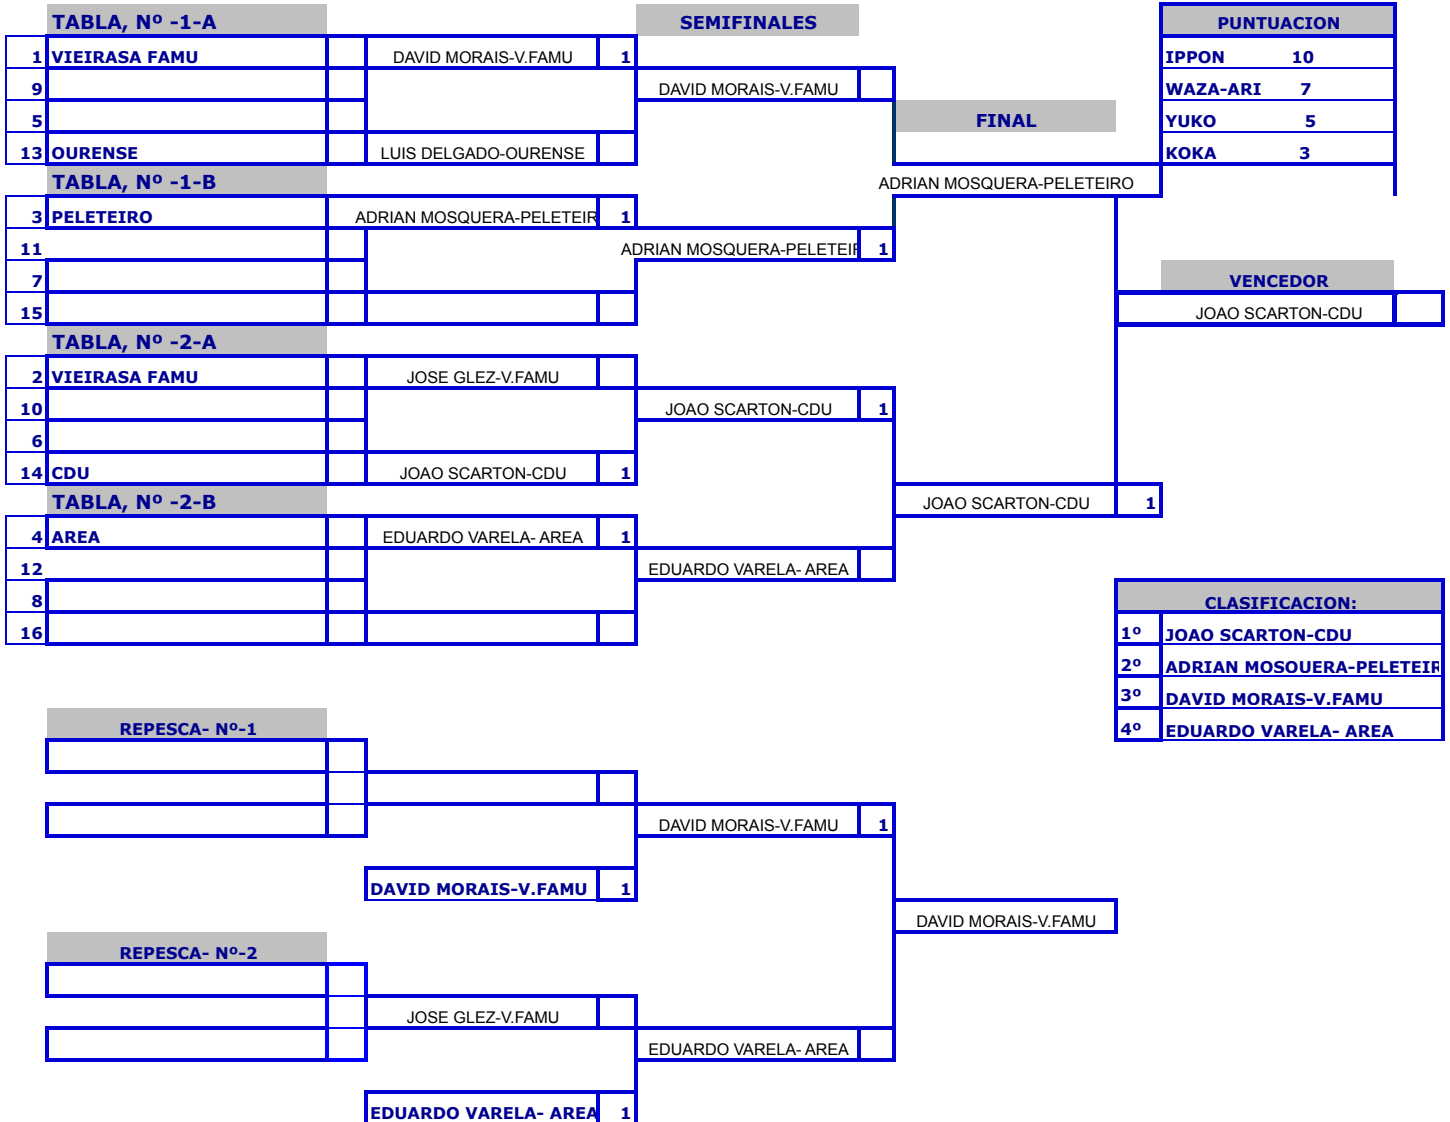 TABLA, Nº -1-A
SEMIFINALES
PUNTUACION
1 VIEIRASA FAMU DAVID MORAIS-V.FAMU 1
IPPON 10
9 DAVID MORAIS-V.FAMU
WAZA-ARI 7
5 FINAL
YUKO 5
13 OURENSE LUIS DELGADO-OURENSE
KOKA 3
TABLA, Nº -1-B
ADRIAN MOSQUERA-PELETEIRO
3 PELETEIRO ADRIAN MOSQUERA-PELETEIR 1
11 ADRIAN MOSQUERA-PELETEIF 1
7 VENCEDOR
15 JOAO SCARTON-CDU
TABLA, Nº -2-A
2 VIEIRASA FAMU JOSE GLEZ-V.FAMU
10 JOAO SCARTON-CDU 1
6
14 CDU JOAO SCARTON-CDU 1
TABLA, Nº -2-B
JOAO SCARTON-CDU 1
4 AREA EDUARDO VARELA- AREA 1
12 EDUARDO VARELA- AREA
8 CLASIFICACION:
16
1º JOAO SCARTON-CDU
2º ADRIAN MOSQUERA-PELETEIR
3º DAVID MORAIS-V.FAMU
4º EDUARDO VARELA- AREA
REPESCA- Nº-1
DAVID MORAIS-V.FAMU 1
DAVID MORAIS-V.FAMU 1
DAVID MORAIS-V.FAMU
REPESCA- Nº-2
JOSE GLEZ-V.FAMU
EDUARDO VARELA- AREA
EDUARDO VARELA- AREA 1